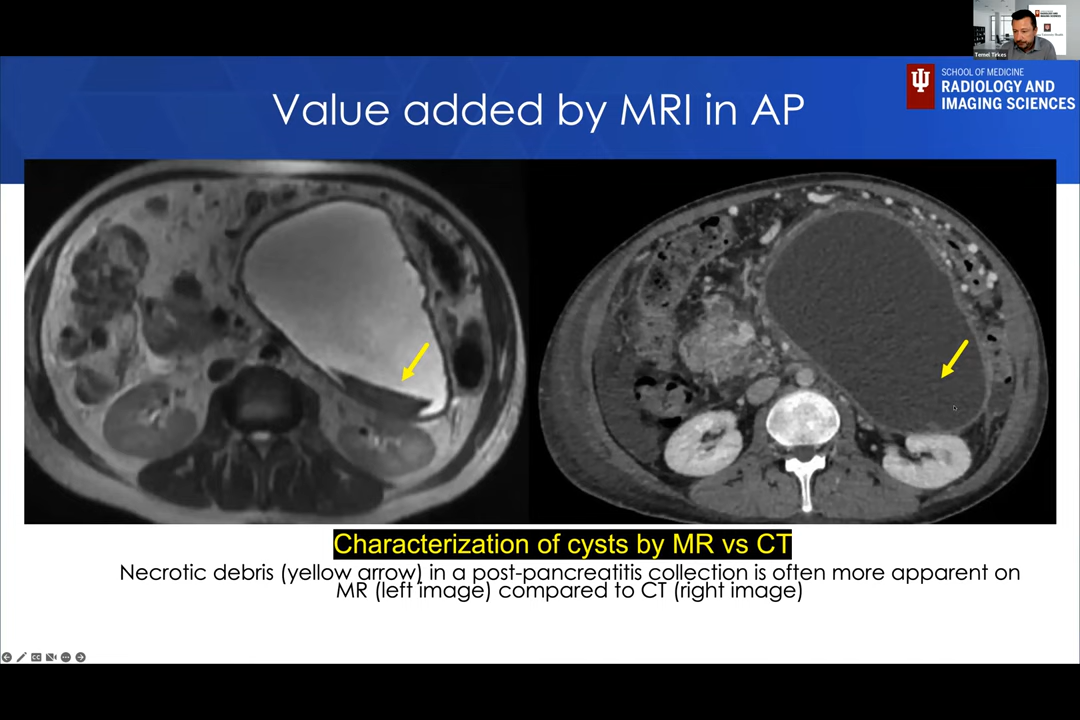 Temel Tirkes
SCHOOL OF MEDICINE
RADIOLOGY AND
IMAGING SCIENCES
Value added by MRI in AP
Characterization of cysts by MR vs CT
Necrotic debris (yellow arrow) in a post-pancreatitis collection is often more apparent on
MR (left image) compared to CT (right image)